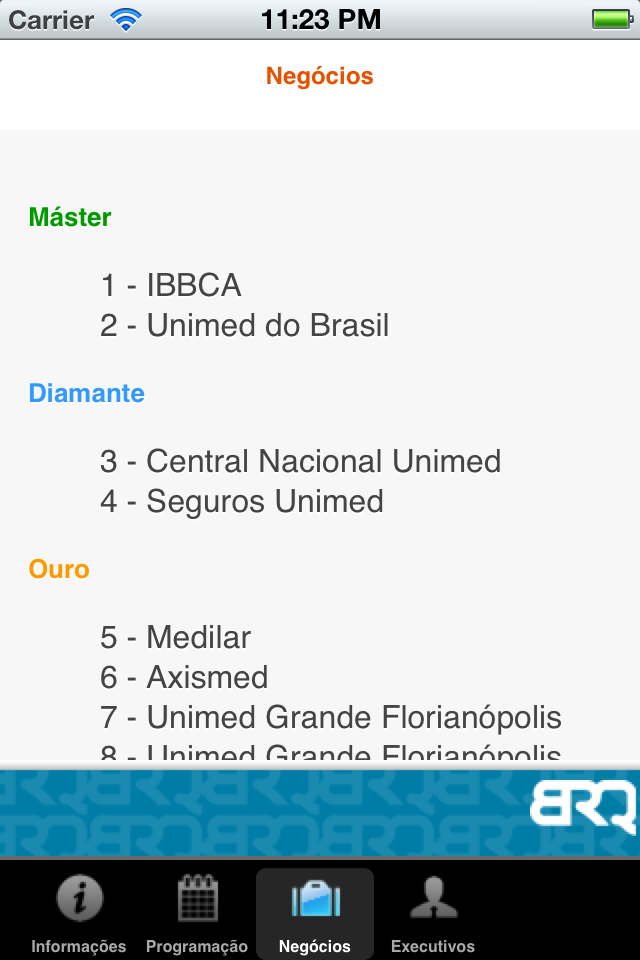 Carrier 11:23 PM
Negócios
Máster
1 - IBBCA
2 - Unimed do Brasil
Diamante
3 - Central Nacional Unimed
4 - Seguros Unimed
Ouro
5 - Medilar
6 - Axismed
7 - Unimed Grande Florianópolis
8 - Unimed Grande Florianópolis
BRQ
Informações Programação Negócios Executivos